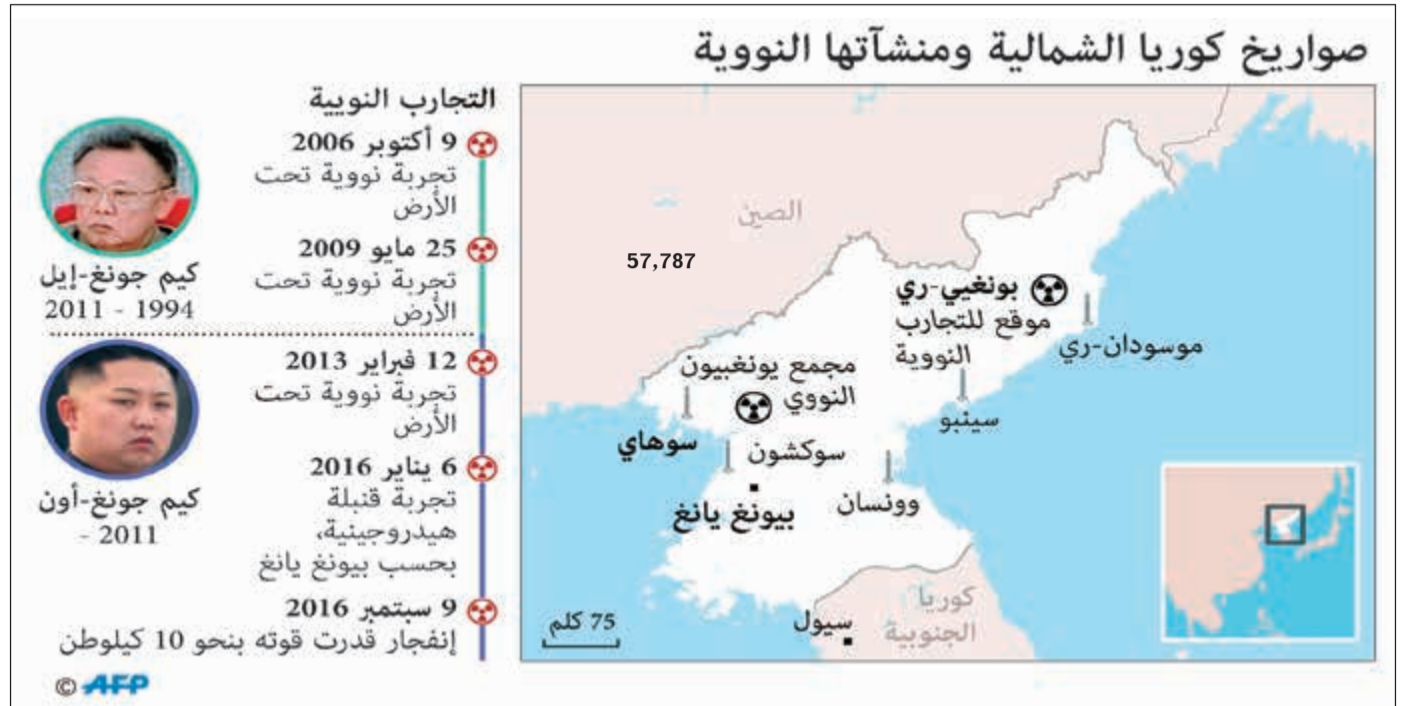 صواريخ كوريا الشمالية ومنشآتها النووية
الصين
57,787
بونغيي-ري
موقع للتجارب
النووية
موسودان-ري
مجمع يونغبيون
النووي
سينبو
سوهاي
سوكشون
وونسان
بيونغ يانغ
كوريا
الجنوبية
سيول
75 كلم
التجارب النويية
9 أكتوبر 2006
تجربة نووية تحت
الأرض
25 مايو 2009
تجربة نووية تحت
الأرض
كيم جونغ-إيل
1994 - 2011
12 فبراير 2013
تجربة نووية تحت
الأرض
6 يناير 2016
تجربة قنبلة
هيدروجينية،
بحسب بيونغ يانغ
كيم جونغ-أون
2011 -
9 سبتمبر 2016
إنفجار قدرت قوته بنحو 10 كيلوطن
© AFP